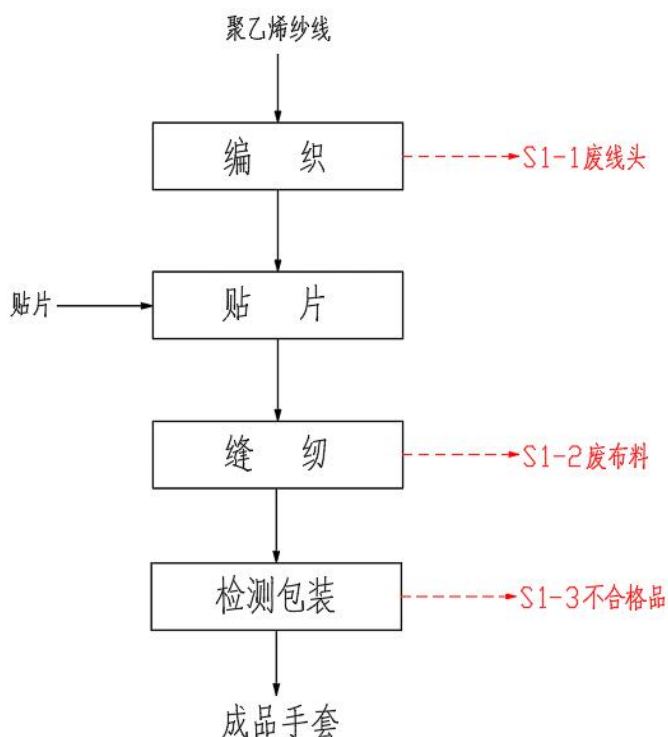 聚乙烯纱线
编 织
S1-1废线头
贴片
贴 片
缝 纫
S1-2废布料
检测包装
S1-3不合格品
成品手套